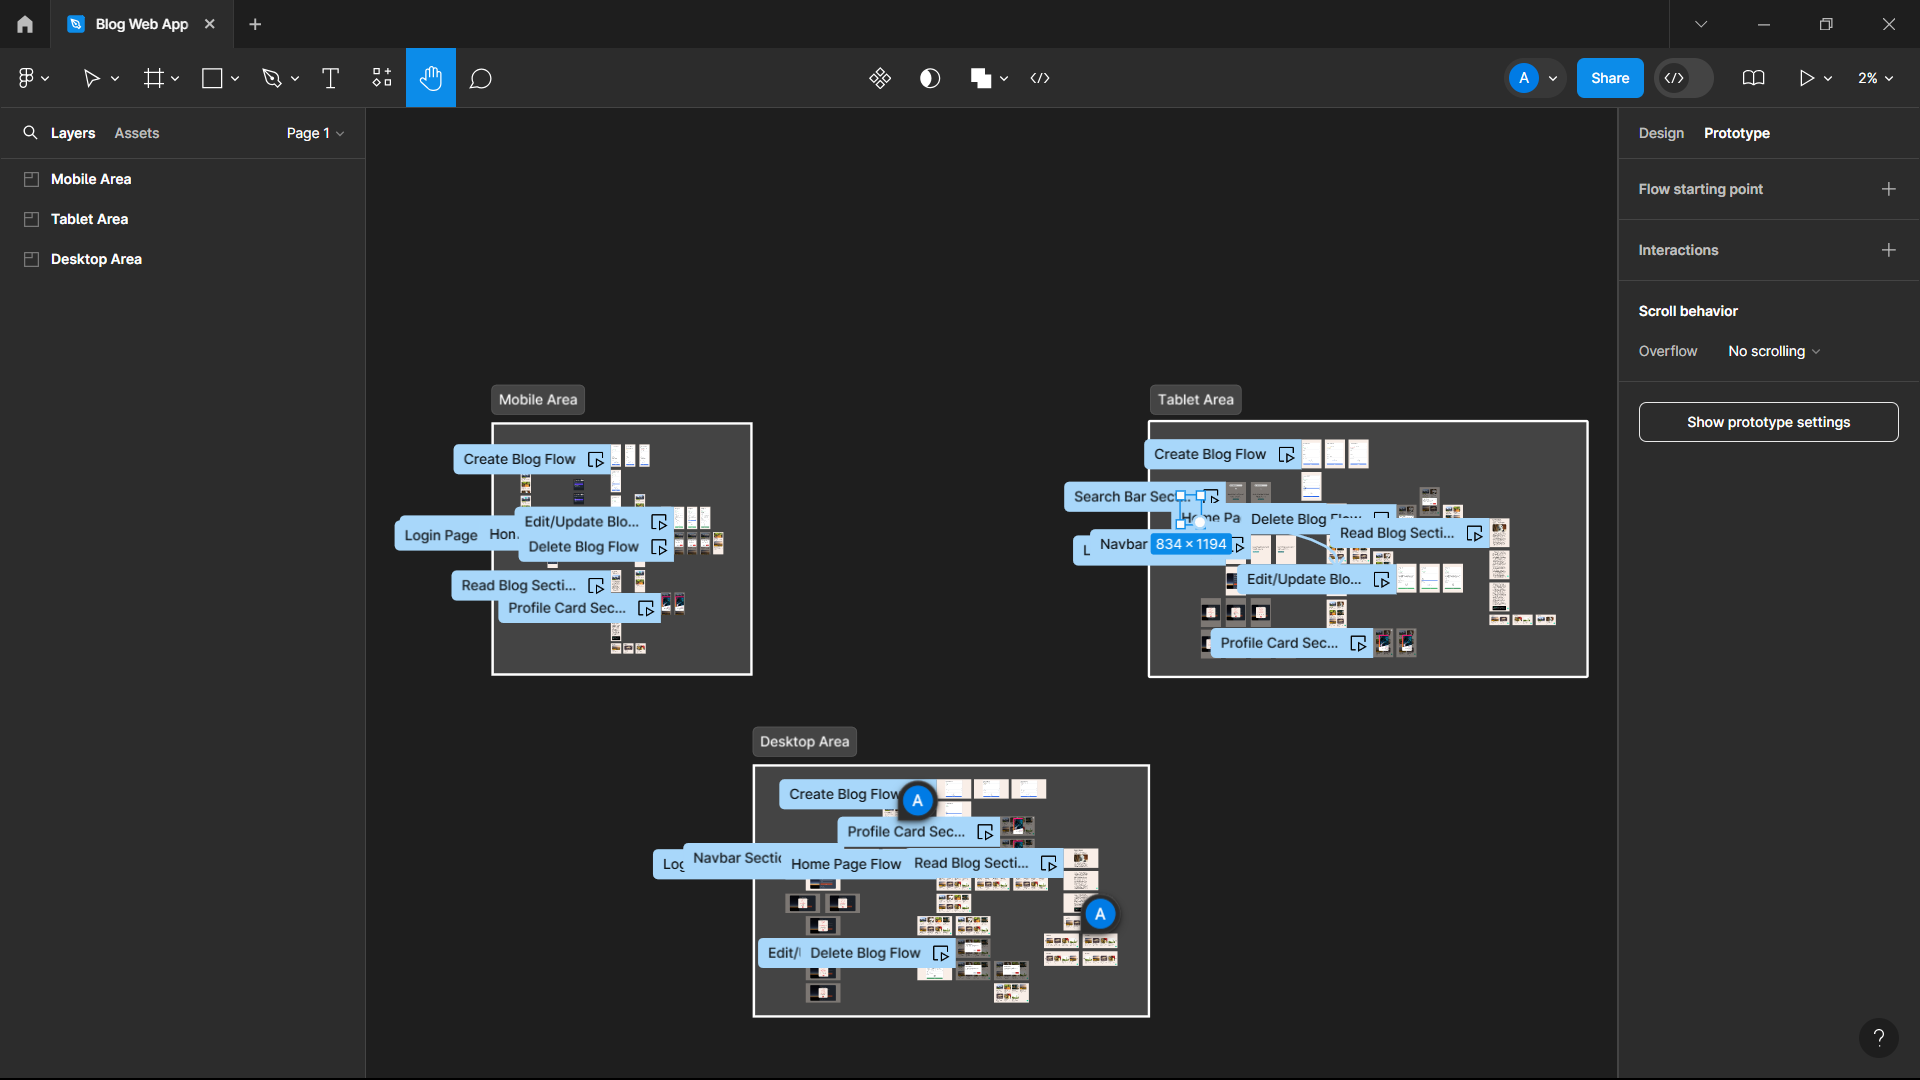 Blog Web App
A
Share
2%
Layers
Assets
Page 1
Mobile Area
Tablet Area
Desktop Area
Design
Prototype
Flow starting point
Interactions
Scroll behavior
Overflow
No scrolling
Show prototype settings
Mobile Area
Create Blog Flow
Edit/Update Blo...
Login Page
Hon
Delete Blog Flow
Read Blog Secti...
Profile Card Sec...
Tablet Area
Create Blog Flow
Search Bar Sec
Home Pa
Delete Blog Flow
Read Blog Secti...
L
Navbar
834 × 1194
Edit/Update Blo...
Profile Card Sec...
Desktop Area
Create Blog Flow
A
Profile Card Sec...
Log
Navbar Sectic
Home Page Flow
Read Blog Secti...
A
Edit/
Delete Blog Flow
?